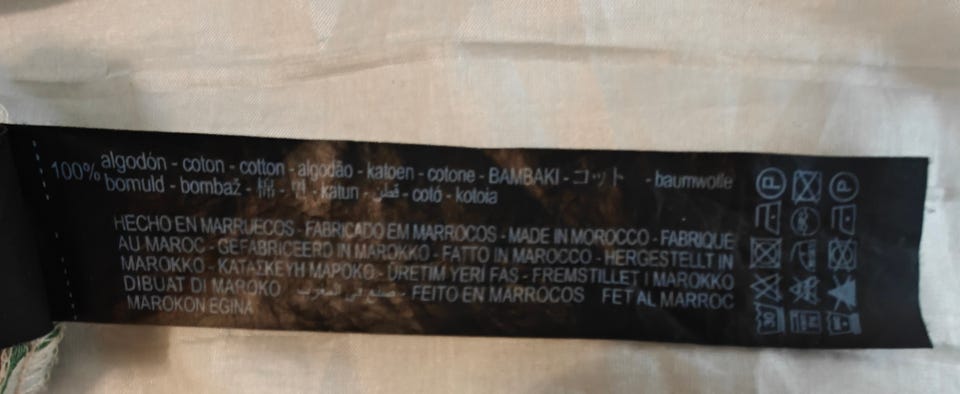 100% algodón - coton - cotton - algodão - katoen - cotone - BAMBAKI - コット - baumwolle
bomuld - bombaž - 棉 - 면 - katun - قطن - cotó - kotoia
HECHO EN MARRUECOS - FABRICADO EM MARROCOS - MADE IN MOROCCO - FABRIQUE
AU MAROC - GEFABRICEERD IN MAROKKO - FATTO IN MAROCCO - HERGESTELLT IN
MAROKKO - ΚΑΤΑΣΚΕΥΗ ΜΑΡΟΚΟ - ÜRETIM YERİ FAS - FREMSTILLET I MAROKKO
DIBUAT DI MAROKO صنع في المغرب - FEITO EN MARROCOS FET AL MARROC
MAROKON EGINA
P P
30